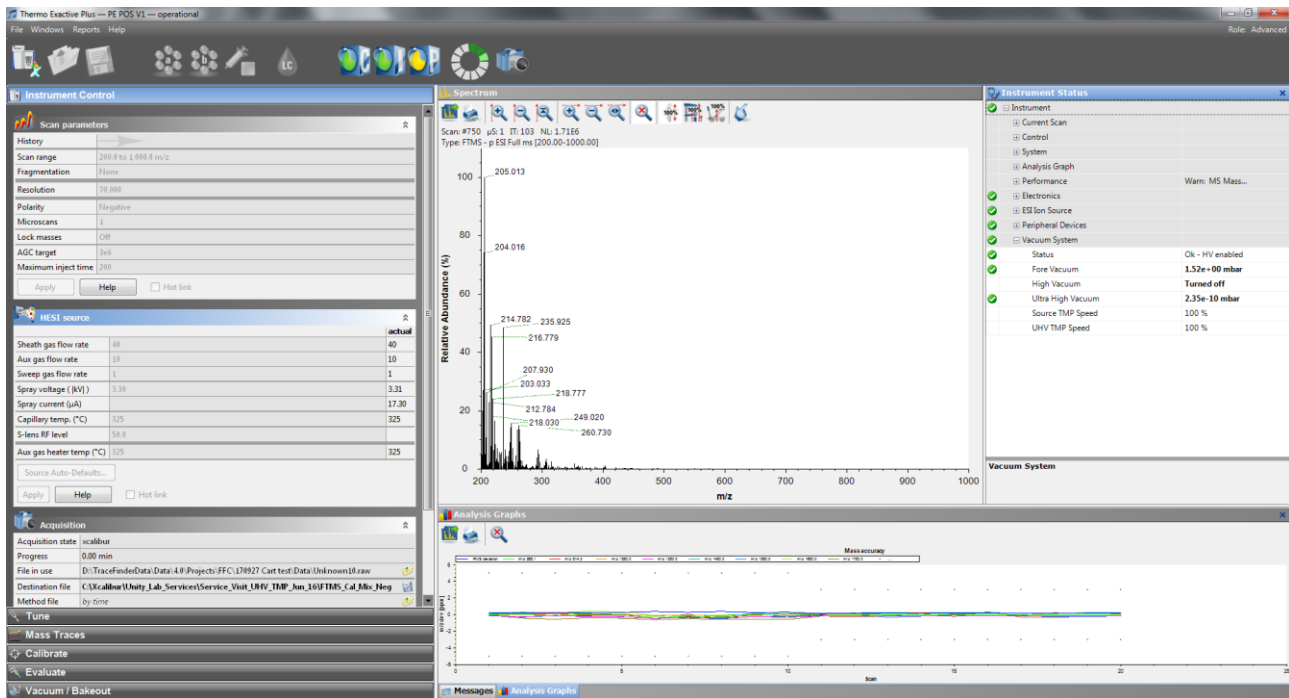 Thermo Exactive Plus — PE POS V1 — operational
File Windows Reports Help
Role: Advanced
a b LC
C I P
Instrument Control
Scan parameters
History
Scan range 200.0 to 1,000.0 m/z
Fragmentation None
Resolution 70,000
Polarity Negative
Microscans 1
Lock masses Off
AGC target 3e6
Maximum inject time 200
Apply Help Hot link
HESI source
actual
Sheath gas flow rate 40 40
Aux gas flow rate 10 10
Sweep gas flow rate 1 1
Spray voltage ( |kV| ) 3.30 3.31
Spray current (µA) 17.30
Capillary temp. (°C) 325 325
S-lens RF level 50.0
Aux gas heater temp (°C) 325 325
Source Auto-Defaults...
Apply Help Hot link
Acquisition
Acquisition state xcalibur
Progress 0.00 min
File in use D:\TraceFinderData\Data\4.0\Projects\FFC\170927 Cart test\Data\Unknown10.raw
Destination file C:\Xcalibur\Unity_Lab_Services\Service_Visit_UHV_TMP_Jun_16\FTMS_Cal_Mix_Neg
Method file by time
Tune
Mass Traces
Calibrate
Evaluate
Vacuum / Bakeout
Spectrum
100% 100% 100%
Scan: #750 µS: 1 IT: 103 NL: 1.71E6
Type: FTMS - p ESI Full ms [200.00-1000.00]
Relative Abundance (%)
100
80
60
40
20
0
205.013
204.016
214.782
235.925
216.779
207.930
203.033
218.777
212.784
249.020
218.030
260.730
200 300 400 500 600 700 800 900 1000
m/z
Analysis Graphs
Mass accuracy
6
4
2
0
-2
-4
-6
0 5 10 15 20 25
Scan
Messages Analysis Graphs
Instrument Status
Instrument
Current Scan
Control
System
Analysis Graph
Performance Warn: MS Mass...
Electronics
ESI Ion Source
Peripheral Devices
Vacuum System
Status Ok - HV enabled
Fore Vacuum 1.52e+00 mbar
High Vacuum Turned off
Ultra High Vacuum 2.35e-10 mbar
Source TMP Speed 100 %
UHV TMP Speed 100 %
Vacuum System